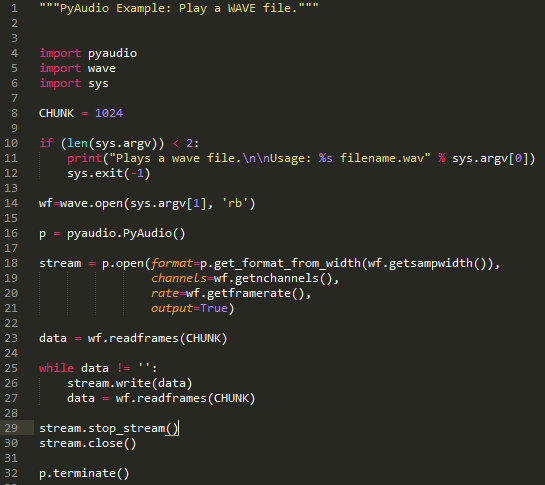 1 """PyAudio Example: Play a WAVE file."""
2
3
4 import pyaudio
5 import wave
6 import sys
7
8 CHUNK = 1024
9
10 if (len(sys.argv)) < 2:
11     print("Plays a wave file.\n\nUsage: %s filename.wav" % sys.argv[0])
12     sys.exit(-1)
13
14 wf=wave.open(sys.argv[1], 'rb')
15
16 p = pyaudio.PyAudio()
17
18 stream = p.open(format=p.get_format_from_width(wf.getsampwidth()),
19                 channels=wf.getnchannels(),
20                 rate=wf.getframerate(),
21                 output=True)
22
23 data = wf.readframes(CHUNK)
24
25 while data != '':
26     stream.write(data)
27     data = wf.readframes(CHUNK)
28
29 stream.stop_stream()
30 stream.close()
31
32 p.terminate()